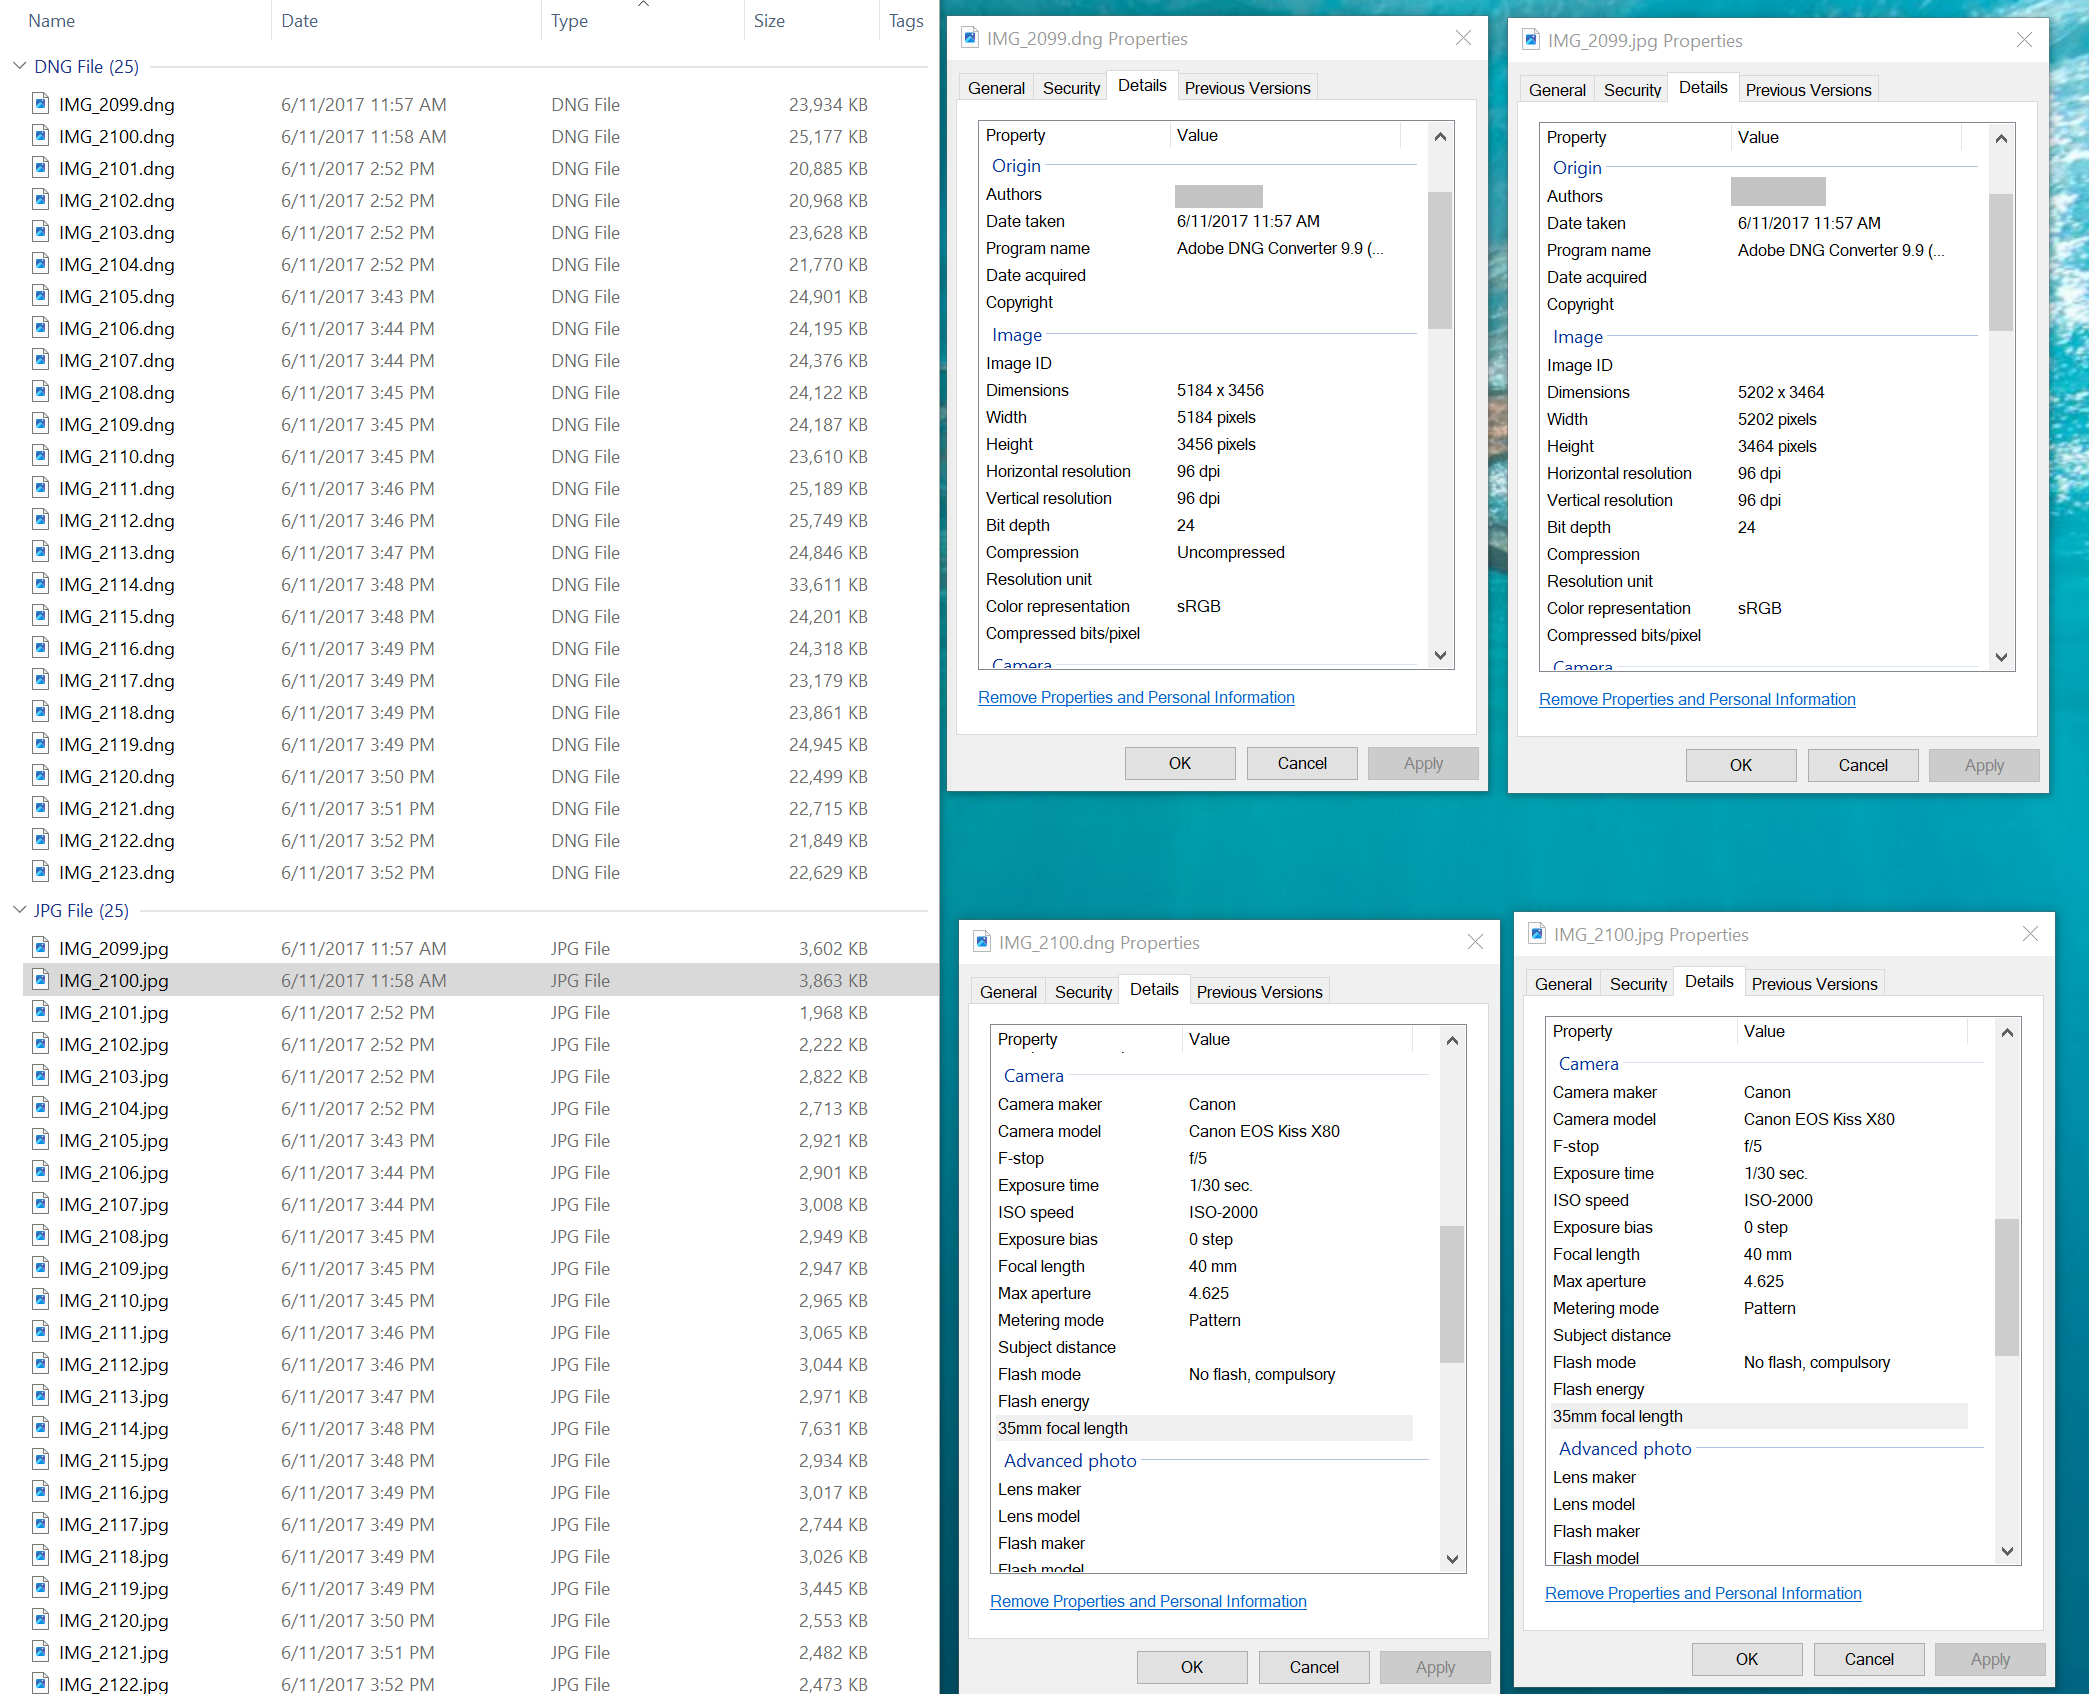 Name Date Type Size Tags
DNG File (25)
IMG_2099.dng 6/11/2017 11:57 AM DNG File 23,934 KB
IMG_2100.dng 6/11/2017 11:58 AM DNG File 25,177 KB
IMG_2101.dng 6/11/2017 2:52 PM DNG File 20,885 KB
IMG_2102.dng 6/11/2017 2:52 PM DNG File 20,968 KB
IMG_2103.dng 6/11/2017 2:52 PM DNG File 23,628 KB
IMG_2104.dng 6/11/2017 2:52 PM DNG File 21,770 KB
IMG_2105.dng 6/11/2017 3:43 PM DNG File 24,901 KB
IMG_2106.dng 6/11/2017 3:44 PM DNG File 24,195 KB
IMG_2107.dng 6/11/2017 3:44 PM DNG File 24,376 KB
IMG_2108.dng 6/11/2017 3:45 PM DNG File 24,122 KB
IMG_2109.dng 6/11/2017 3:45 PM DNG File 24,187 KB
IMG_2110.dng 6/11/2017 3:45 PM DNG File 23,610 KB
IMG_2111.dng 6/11/2017 3:46 PM DNG File 25,189 KB
IMG_2112.dng 6/11/2017 3:46 PM DNG File 25,749 KB
IMG_2113.dng 6/11/2017 3:47 PM DNG File 24,846 KB
IMG_2114.dng 6/11/2017 3:48 PM DNG File 33,611 KB
IMG_2115.dng 6/11/2017 3:48 PM DNG File 24,201 KB
IMG_2116.dng 6/11/2017 3:49 PM DNG File 24,318 KB
IMG_2117.dng 6/11/2017 3:49 PM DNG File 23,179 KB
IMG_2118.dng 6/11/2017 3:49 PM DNG File 23,861 KB
IMG_2119.dng 6/11/2017 3:49 PM DNG File 24,945 KB
IMG_2120.dng 6/11/2017 3:50 PM DNG File 22,499 KB
IMG_2121.dng 6/11/2017 3:51 PM DNG File 22,715 KB
IMG_2122.dng 6/11/2017 3:52 PM DNG File 21,849 KB
IMG_2123.dng 6/11/2017 3:52 PM DNG File 22,629 KB
JPG File (25)
IMG_2099.jpg 6/11/2017 11:57 AM JPG File 3,602 KB
IMG_2100.jpg 6/11/2017 11:58 AM JPG File 3,863 KB
IMG_2101.jpg 6/11/2017 2:52 PM JPG File 1,968 KB
IMG_2102.jpg 6/11/2017 2:52 PM JPG File 2,222 KB
IMG_2103.jpg 6/11/2017 2:52 PM JPG File 2,822 KB
IMG_2104.jpg 6/11/2017 2:52 PM JPG File 2,713 KB
IMG_2105.jpg 6/11/2017 3:43 PM JPG File 2,921 KB
IMG_2106.jpg 6/11/2017 3:44 PM JPG File 2,901 KB
IMG_2107.jpg 6/11/2017 3:44 PM JPG File 3,008 KB
IMG_2108.jpg 6/11/2017 3:45 PM JPG File 2,949 KB
IMG_2109.jpg 6/11/2017 3:45 PM JPG File 2,947 KB
IMG_2110.jpg 6/11/2017 3:45 PM JPG File 2,965 KB
IMG_2111.jpg 6/11/2017 3:46 PM JPG File 3,065 KB
IMG_2112.jpg 6/11/2017 3:46 PM JPG File 3,044 KB
IMG_2113.jpg 6/11/2017 3:47 PM JPG File 2,971 KB
IMG_2114.jpg 6/11/2017 3:48 PM JPG File 7,631 KB
IMG_2115.jpg 6/11/2017 3:48 PM JPG File 2,934 KB
IMG_2116.jpg 6/11/2017 3:49 PM JPG File 3,017 KB
IMG_2117.jpg 6/11/2017 3:49 PM JPG File 2,744 KB
IMG_2118.jpg 6/11/2017 3:49 PM JPG File 3,026 KB
IMG_2119.jpg 6/11/2017 3:49 PM JPG File 3,445 KB
IMG_2120.jpg 6/11/2017 3:50 PM JPG File 2,553 KB
IMG_2121.jpg 6/11/2017 3:51 PM JPG File 2,482 KB
IMG_2122.jpg 6/11/2017 3:52 PM JPG File 2,473 KB
IMG_2099.dng Properties
General Security Details Previous Versions
Property Value
Origin
Authors
Date taken 6/11/2017 11:57 AM
Program name Adobe DNG Converter 9.9 (...
Date acquired
Copyright
Image
Image ID
Dimensions 5184 x 3456
Width 5184 pixels
Height 3456 pixels
Horizontal resolution 96 dpi
Vertical resolution 96 dpi
Bit depth 24
Compression Uncompressed
Resolution unit
Color representation sRGB
Compressed bits/pixel
Camera
Remove Properties and Personal Information
OK Cancel Apply
IMG_2099.jpg Properties
General Security Details Previous Versions
Property Value
Origin
Authors
Date taken 6/11/2017 11:57 AM
Program name Adobe DNG Converter 9.9 (...
Date acquired
Copyright
Image
Image ID
Dimensions 5202 x 3464
Width 5202 pixels
Height 3464 pixels
Horizontal resolution 96 dpi
Vertical resolution 96 dpi
Bit depth 24
Compression
Resolution unit
Color representation sRGB
Compressed bits/pixel
Camera
Remove Properties and Personal Information
OK Cancel Apply
IMG_2100.dng Properties
General Security Details Previous Versions
Property Value
Camera
Camera maker Canon
Camera model Canon EOS Kiss X80
F-stop f/5
Exposure time 1/30 sec.
ISO speed ISO-2000
Exposure bias 0 step
Focal length 40 mm
Max aperture 4.625
Metering mode Pattern
Subject distance
Flash mode No flash, compulsory
Flash energy
35mm focal length
Advanced photo
Lens maker
Lens model
Flash maker
Flash model
Remove Properties and Personal Information
OK Cancel Apply
IMG_2100.jpg Properties
General Security Details Previous Versions
Property Value
Camera
Camera maker Canon
Camera model Canon EOS Kiss X80
F-stop f/5
Exposure time 1/30 sec.
ISO speed ISO-2000
Exposure bias 0 step
Focal length 40 mm
Max aperture 4.625
Metering mode Pattern
Subject distance
Flash mode No flash, compulsory
Flash energy
35mm focal length
Advanced photo
Lens maker
Lens model
Flash maker
Flash model
Remove Properties and Personal Information
OK Cancel Apply